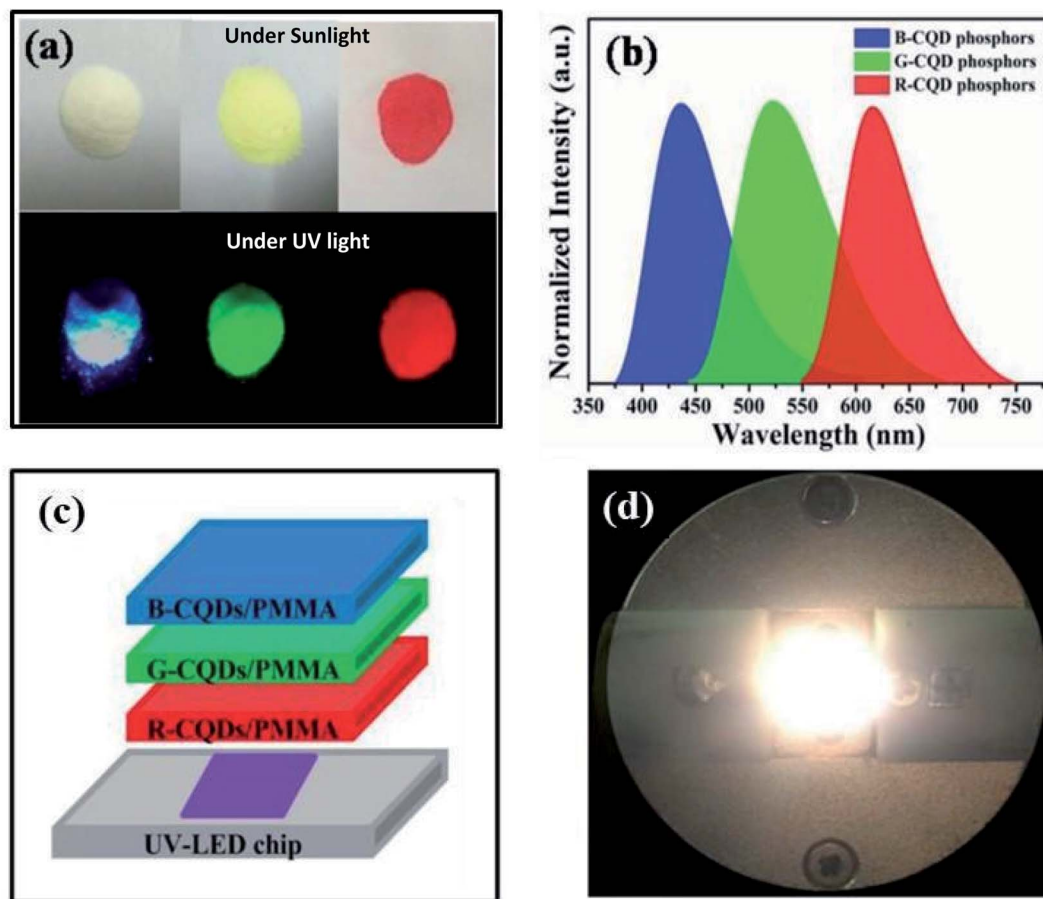 (a)
Under Sunlight
Under UV light
(b)
B-CQD phosphors
G-CQD phosphors
R-CQD phosphors
Normalized Intensity (a.u.)
350 400 450 500 550 600 650 700 750
Wavelength (nm)
(c)
B-CQDs/PMMA
G-CQDs/PMMA
R-CQDs/PMMA
UV-LED chip
(d)